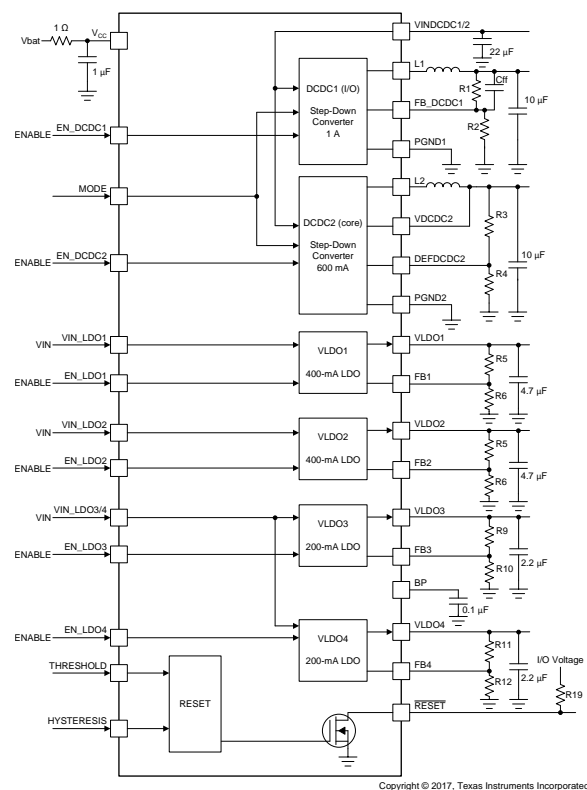 1 Ω
Vbat
VCC
1 μF
VINDCDC1/2
22 μF
L1
DCDC1 (I/O)
Step-Down
Converter
1 A
R1
Cff
FB_DCDC1
10 μF
R2
ENABLE
EN_DCDC1
PGND1
MODE
L2
DCDC2 (core)
Step-Down
Converter
600 mA
VDCDC2
R3
ENABLE
EN_DCDC2
DEFDCDC2
R4
10 μF
PGND2
VIN
VIN_LDO1
VLDO1
400-mA LDO
VLDO1
R5
ENABLE
EN_LDO1
FB1
R6
4.7 μF
VIN
VIN_LDO2
VLDO2
400-mA LDO
VLDO2
R5
ENABLE
EN_LDO2
FB2
R6
4.7 μF
VIN
VIN_LDO3/4
VLDO3
200-mA LDO
VLDO3
R9
ENABLE
EN_LDO3
FB3
R10
2.2 μF
BP
0.1 μF
ENABLE
EN_LDO4
VLDO4
200-mA LDO
VLDO4
R11
FB4
R12
2.2 μF
I/O Voltage
R19
THRESHOLD
RESET
RESET
HYSTERESIS
Copyright © 2017, Texas Instruments Incorporated